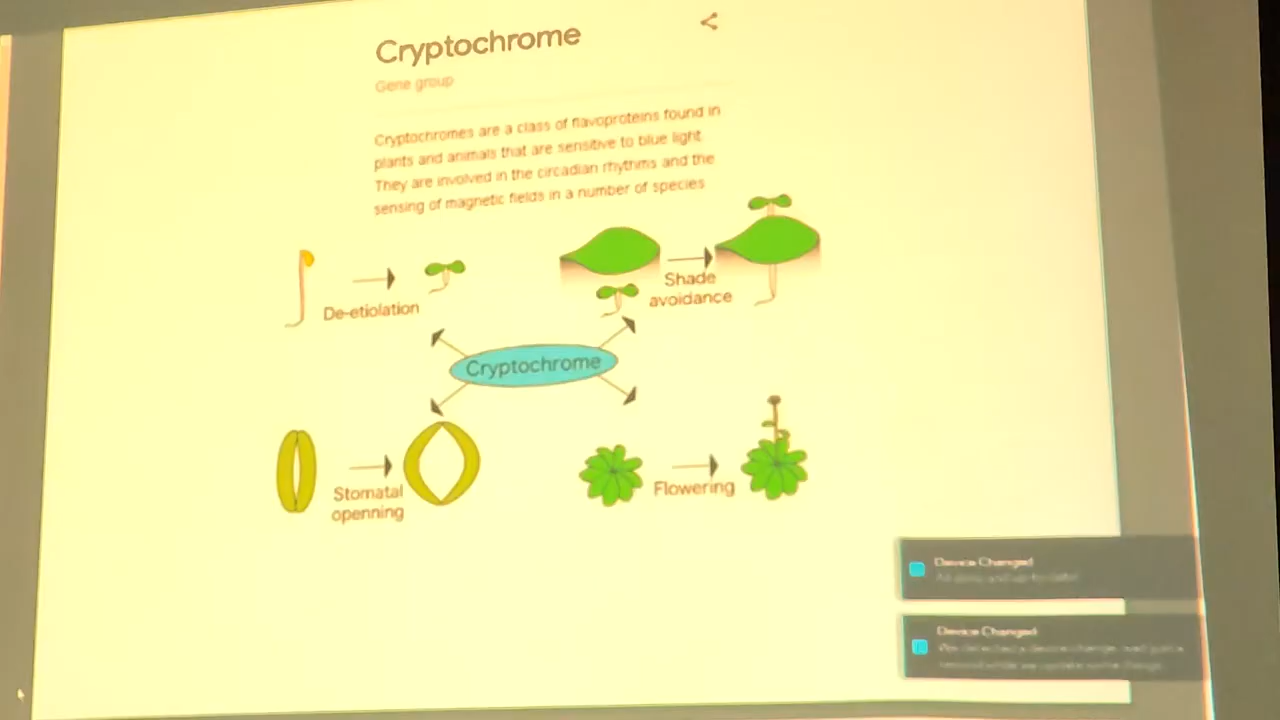 Cryptochrome
Gene group
Cryptochromes are a class of flavoproteins found in
plants and animals that are sensitive to blue light.
They are involved in the circadian rhythms and the
sensing of magnetic fields in a number of species
De-etiolation
Shade
avoidance
Cryptochrome
Stomatal
openning
Flowering
Device Changed
Device Changed